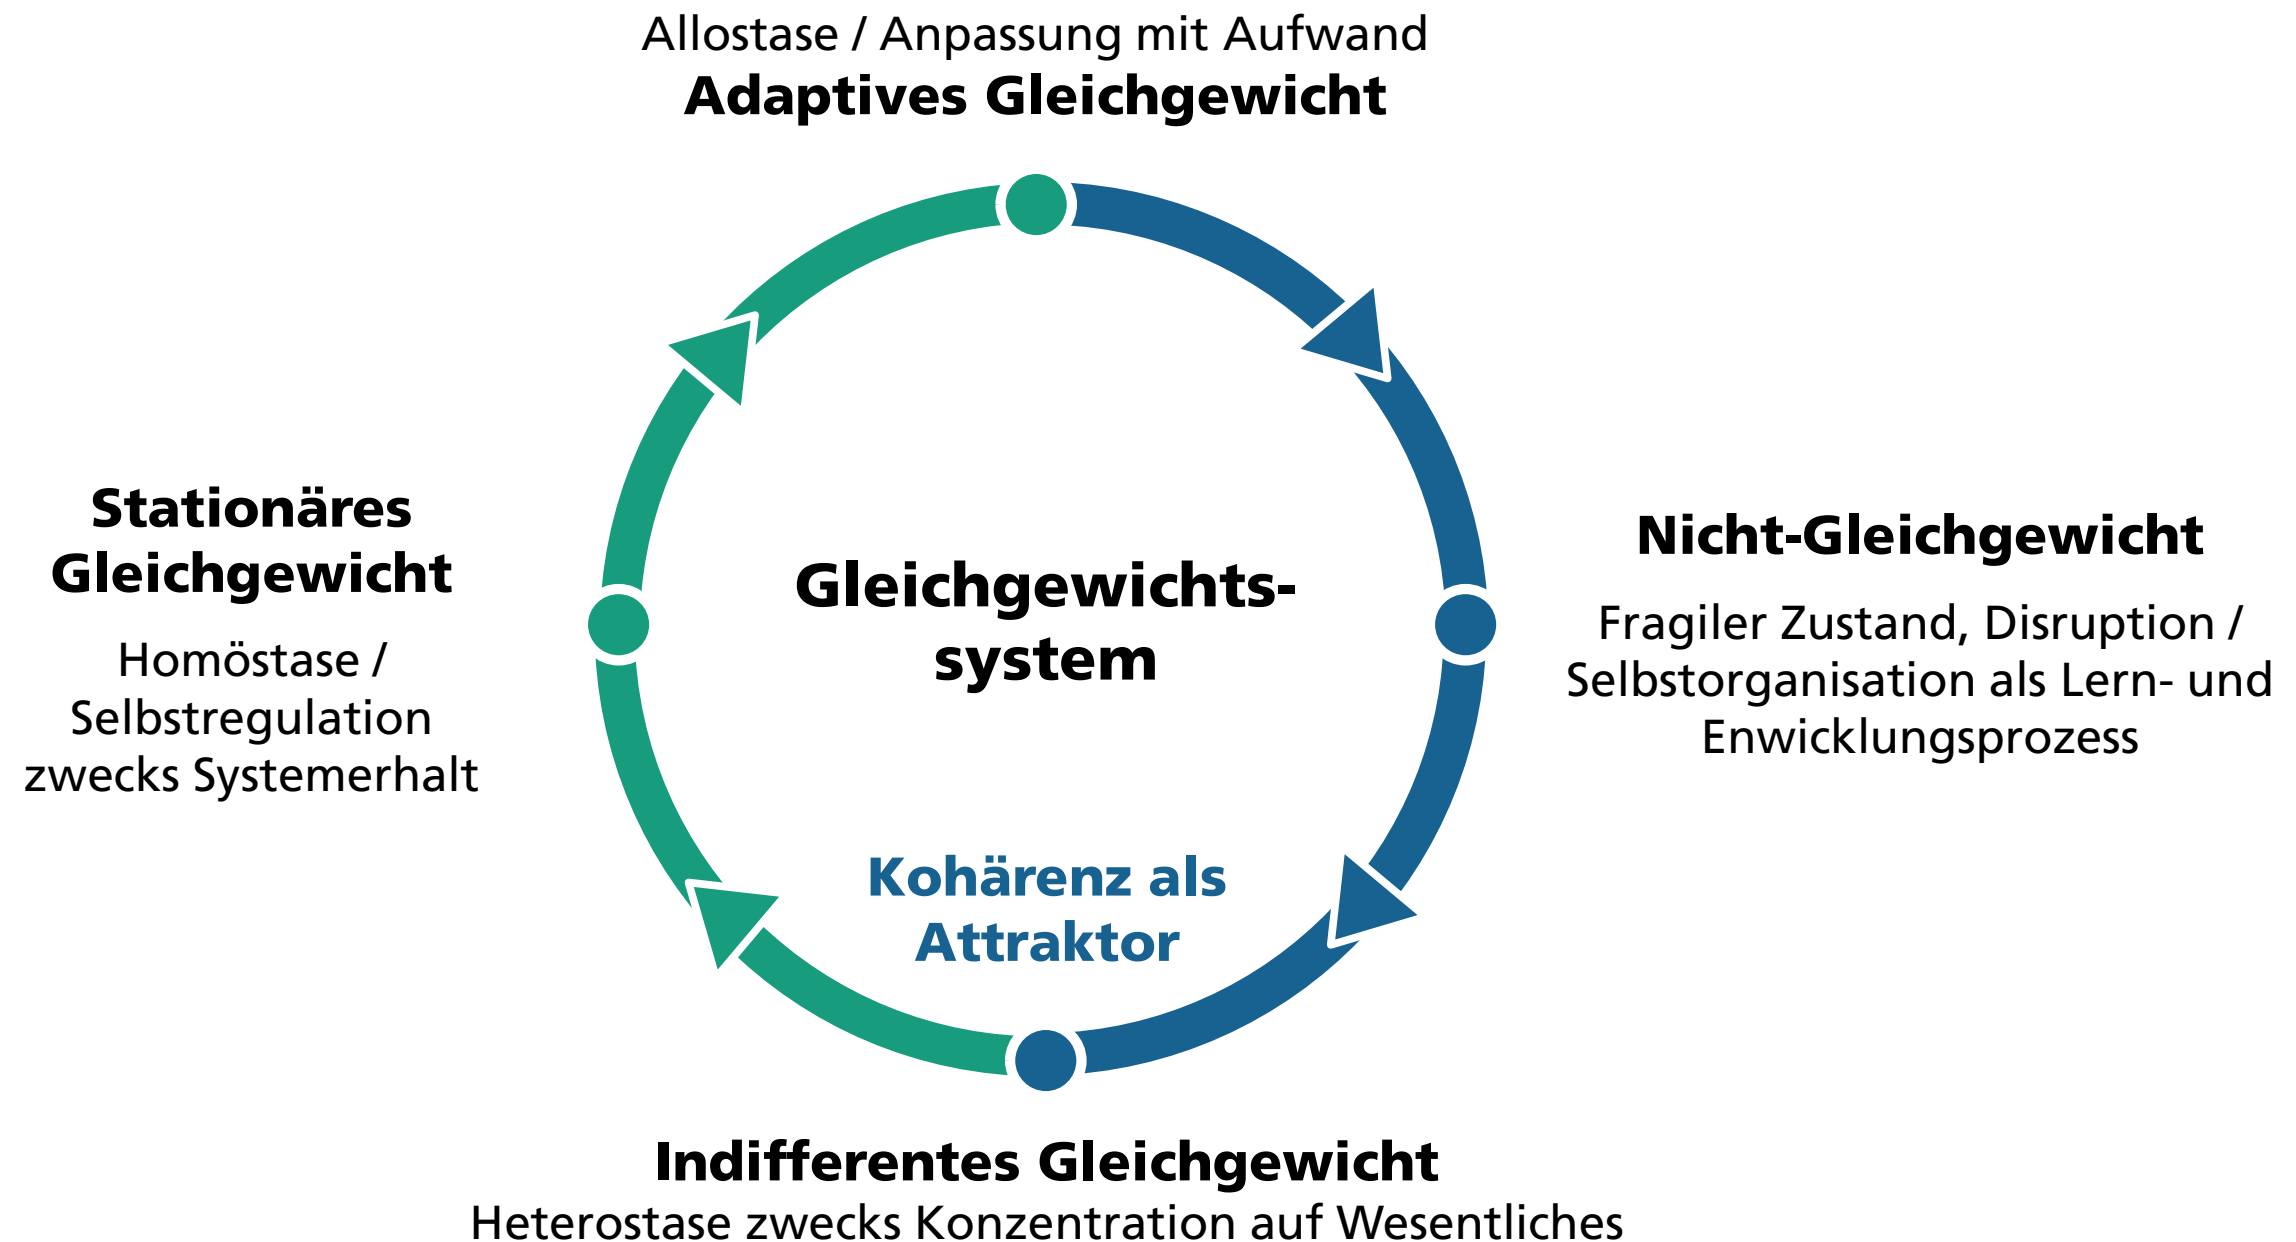 Allostase / Anpassung mit Aufwand
Adaptives Gleichgewicht
Stationäres
Gleichgewicht
Homöstase /
Selbstregulation
zwecks Systemerhalt
Gleichgewichts-
system
Kohärenz als
Attraktor
Nicht-Gleichgewicht
Fragiler Zustand, Disruption /
Selbstorganisation als Lern- und
Enwicklungsprozess
Indifferentes Gleichgewicht
Heterostase zwecks Konzentration auf Wesentliches